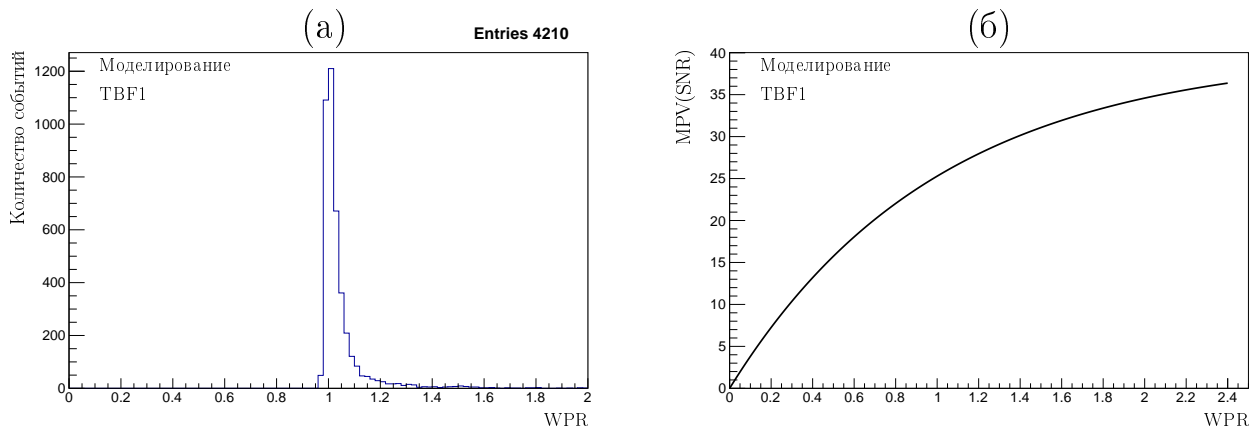 (а)
Entries 4210
Количество событий
Моделирование
TBF1
1200
1000
800
600
400
200
0
0 0.2 0.4 0.6 0.8 1 1.2 1.4 1.6 1.8 2
WPR
(б)
MPV(SNR)
Моделирование
TBF1
40
35
30
25
20
15
10
5
0
0 0.2 0.4 0.6 0.8 1 1.2 1.4 1.6 1.8 2 2.2 2.4
WPR